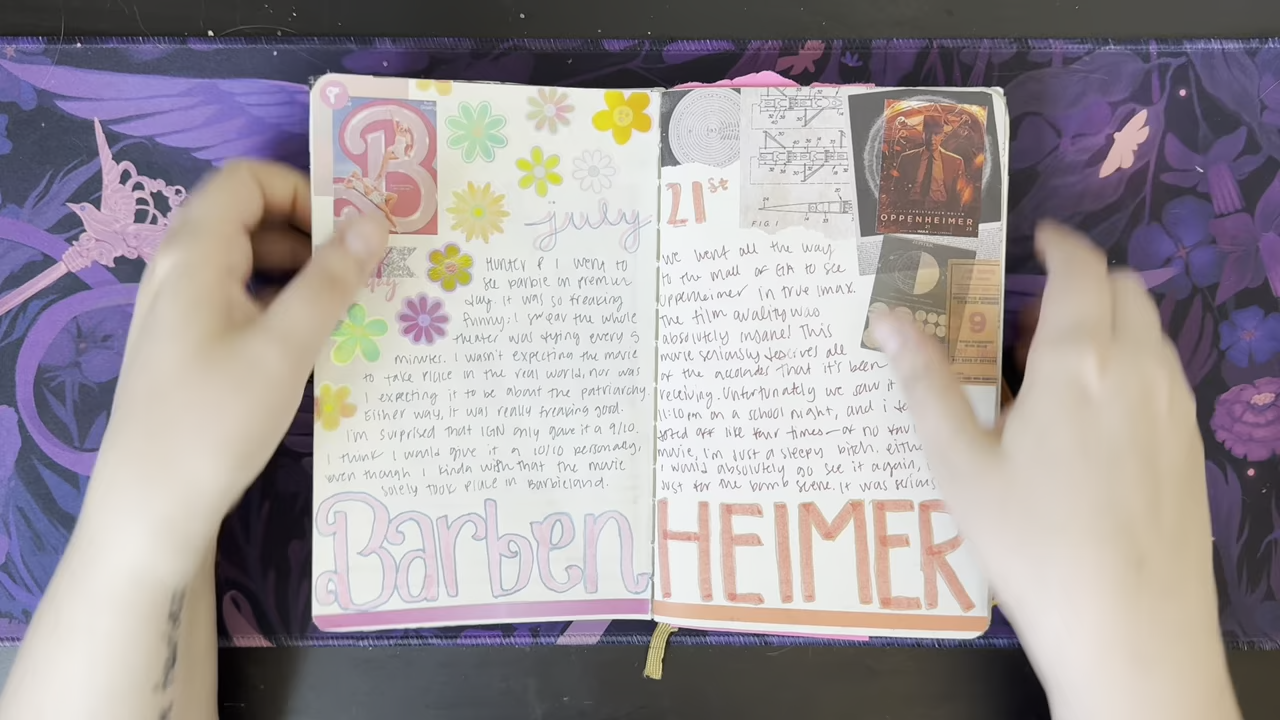 B
july
day
Hunter & I went to
see barbie on premier
day. it was so freaking
funny; I swear the whole
theater was dying every 5
minutes. I wasn't expecting the movie
to take place in the real world, nor was
I expecting it to be about the patriarchy.
Either way, it was really freaking good.
I'm surprised that IGN only gave it a 9/10.
I think I would give it a 10/10 personally,
even though I kinda wish that the movie
solely took place in Barbieland.
Barben
21st
FIG 1
OPPENHEIMER
we went all the way
to the mall of GA to see
Oppenheimer in true imax.
The film quality was
absolutely insane! This
movie seriously deserves all
of the accolades that it's been
receiving. Unfortunately we saw it
11:10 pm on a school night, and i
off like four times — of no
movie, I'm just a sleepy bitch.
I would absolutely go see it again,
just for the bomb scene. It was
9
HEIMER